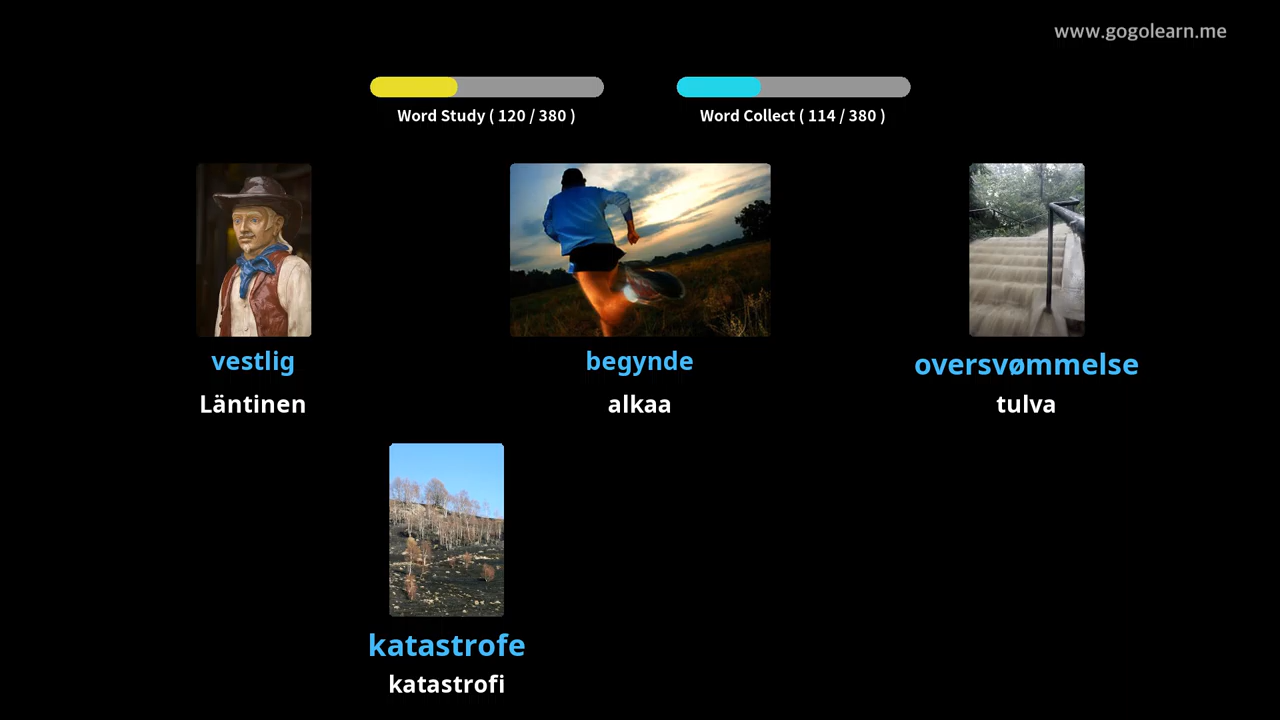 www.gogolearn.me
Word Study ( 120 / 380 )
Word Collect ( 114 / 380 )
vestlig
begynde
oversvømmelse
Läntinen
alkaa
tulva
katastrofe
katastrofi